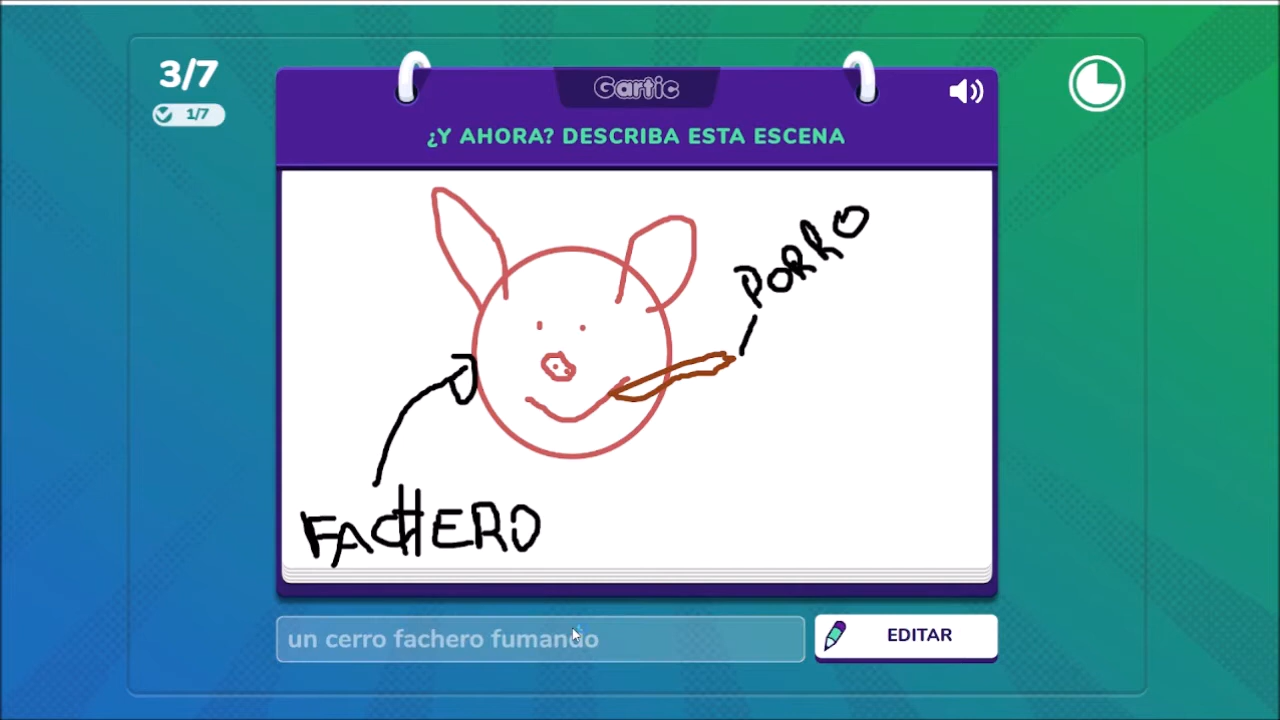 3/7
1/7
Gartic
¿Y AHORA? DESCRIBA ESTA ESCENA
PORRO
FACHERO
un cerro fachero fumando
EDITAR